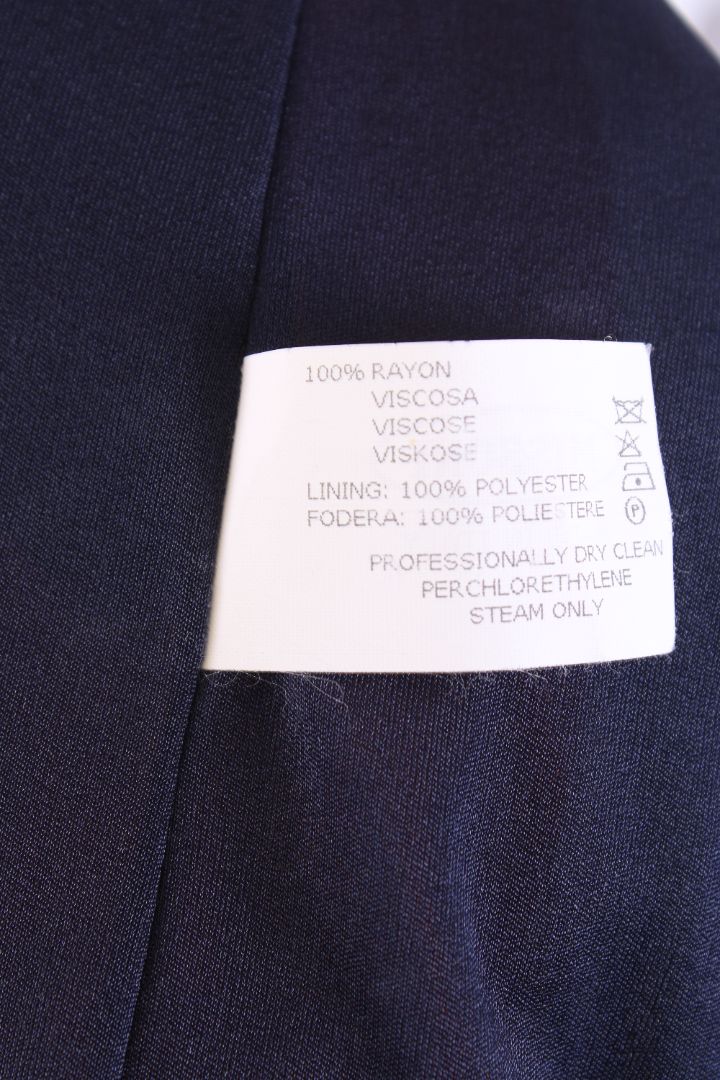 100% RAYON
VISCOSA
VISCOSE
VISKOSE
LINING: 100% POLYESTER
FODERA: 100% POLIESTERE
P
PROFESSIONALLY DRY CLEAN
PERCHLORETHYLENE
STEAM ONLY